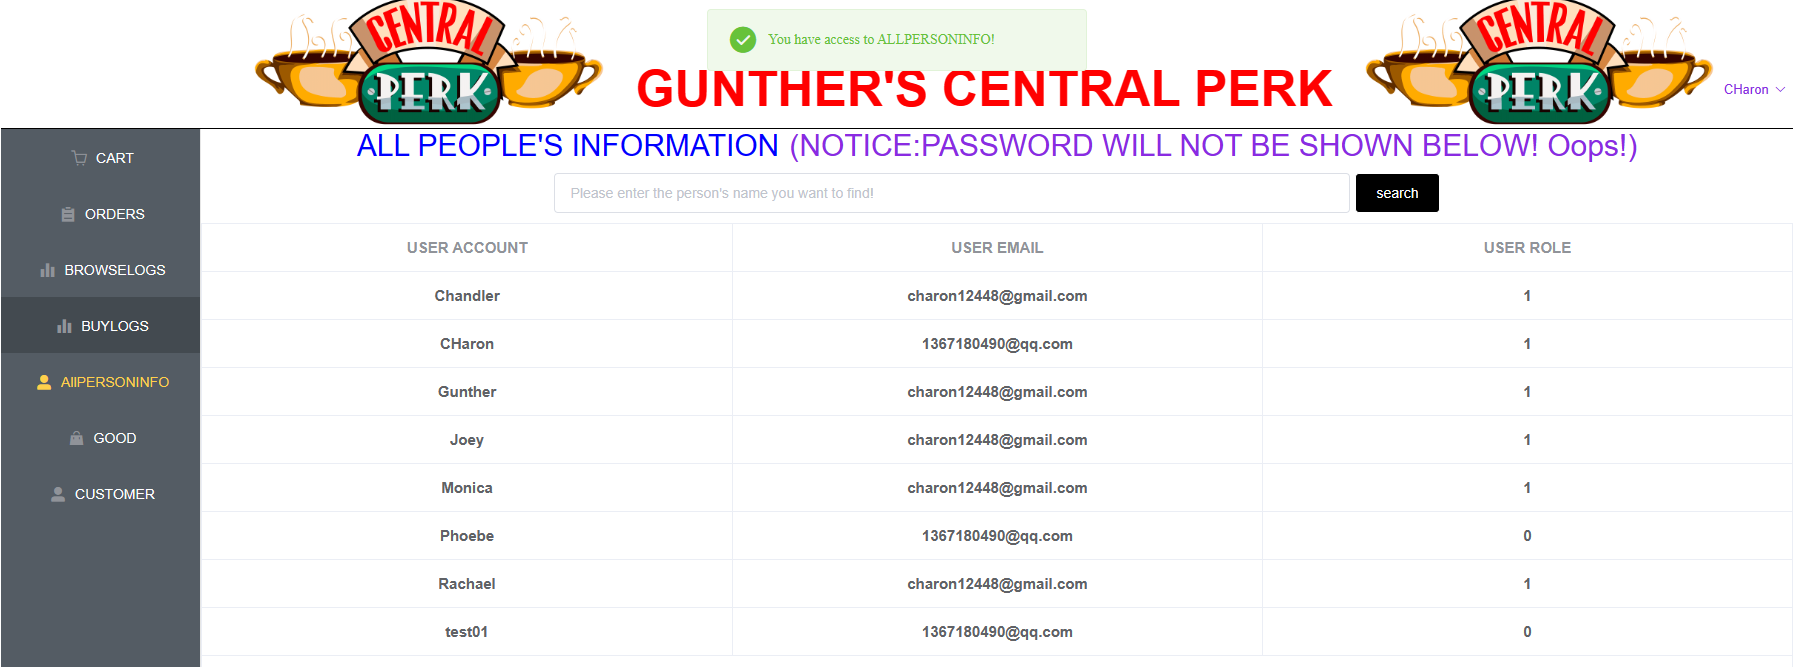 CENTRAL
PERK
You have access to ALLPERSONINFO!
GUNTHER'S CENTRAL PERK
CENTRAL
PERK
CHaron
CART
ORDERS
BROWSELOGS
BUYLOGS
AllPERSONINFO
GOOD
CUSTOMER
ALL PEOPLE'S INFORMATION (NOTICE:PASSWORD WILL NOT BE SHOWN BELOW! Oops!)
Please enter the person's name you want to find! search
USER ACCOUNT USER EMAIL USER ROLE
Chandler charon12448@gmail.com 1
CHaron 1367180490@qq.com 1
Gunther charon12448@gmail.com 1
Joey charon12448@gmail.com 1
Monica charon12448@gmail.com 1
Phoebe 1367180490@qq.com 0
Rachael charon12448@gmail.com 1
test01 1367180490@qq.com 0